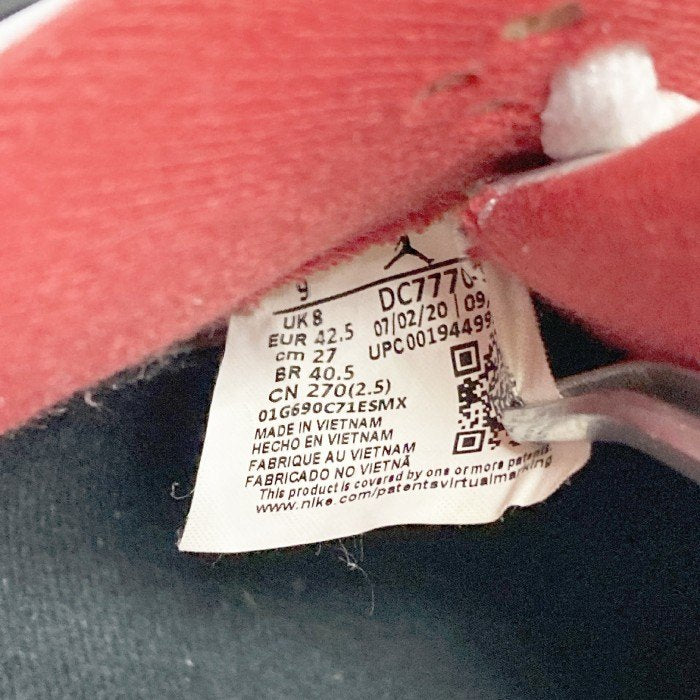 9
UK 8
EUR 42.5
cm 27
BR 40.5
CN 270(2.5)
DC7770-
07/02/20 | 09,
UPC00194499
01G690C71ESMX
MADE IN VIETNAM
HECHO EN VIETNAM
FABRIQUE AU VIETNAM
FABRICADO NO VIETNÃ
This product is covered by one or more patents.
www.nike.com/patentsvirtualmarking